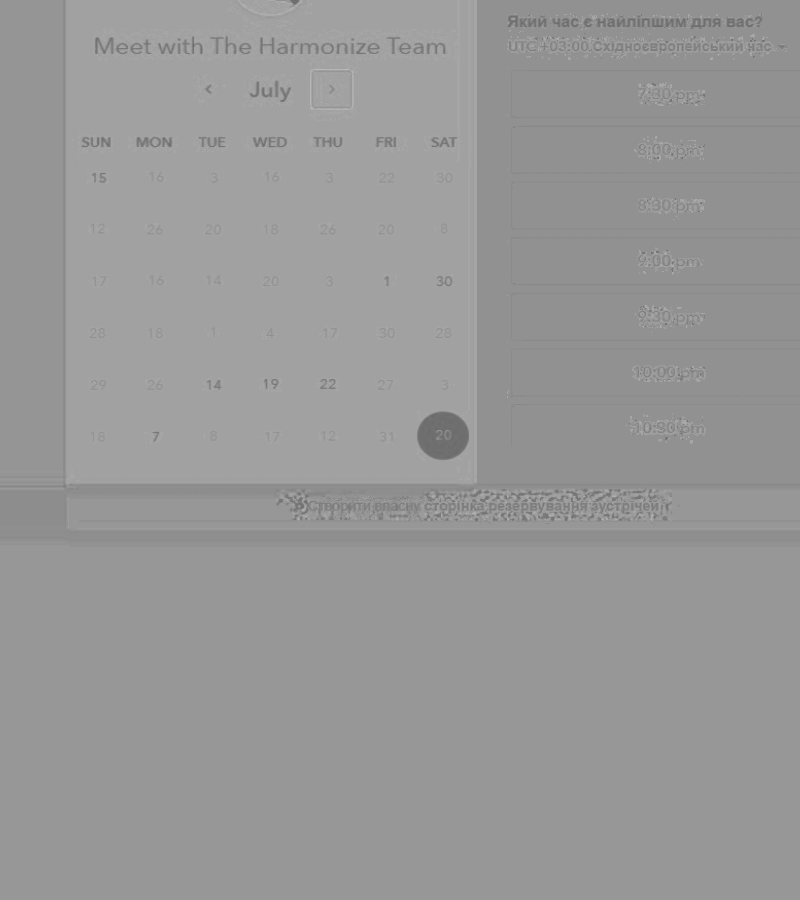 Meet with The Harmonize Team
July
SUN MON TUE WED THU FRI SAT
15 16 3 16 3 22 30
12 26 20 18 26 20 8
17 16 14 20 3 1 30
28 18 1 4 17 30 28
29 26 14 19 22 27 3
18 7 8 17 12 31 20
Який час є найліпшим для вас?
UTC +03:00 Східноєвропейський час
7:30 pm
8:00 pm
8:30 pm
9:00 pm
9:30 pm
10:00 pm
10:30 pm
Створити власну сторінка резервування зустрічей